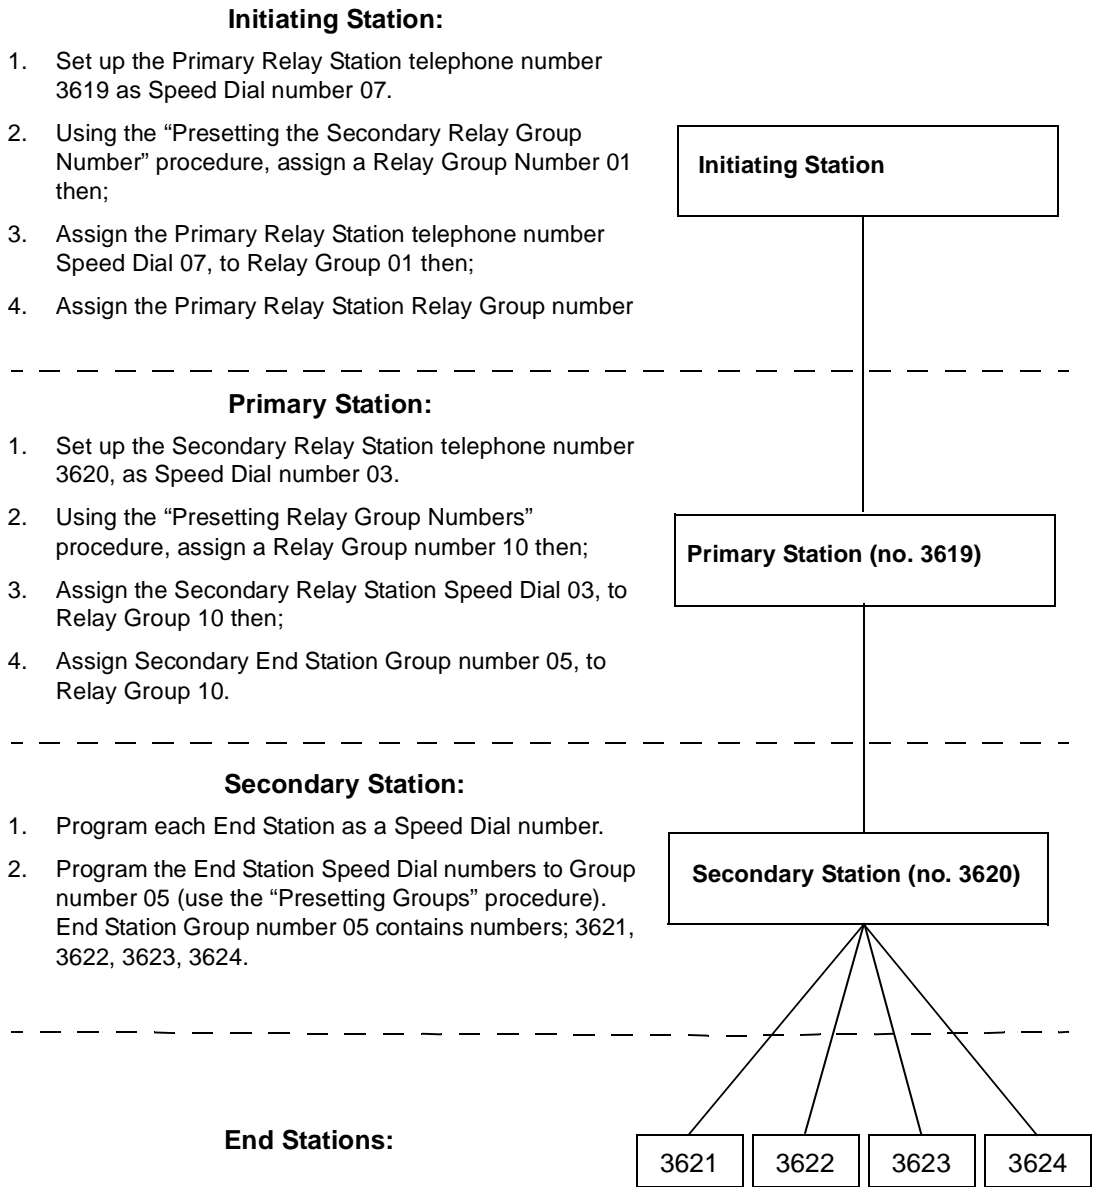 Initiating Station:
1. Set up the Primary Relay Station telephone number
3619 as Speed Dial number 07.
2. Using the “Presetting the Secondary Relay Group
Number” procedure, assign a Relay Group Number 01
then;
3. Assign the Primary Relay Station telephone number
Speed Dial 07, to Relay Group 01 then;
4. Assign the Primary Relay Station Relay Group number
Initiating Station
Primary Station:
1. Set up the Secondary Relay Station telephone number
3620, as Speed Dial number 03.
2. Using the “Presetting Relay Group Numbers”
procedure, assign a Relay Group number 10 then;
3. Assign the Secondary Relay Station Speed Dial 03, to
Relay Group 10 then;
4. Assign Secondary End Station Group number 05, to
Relay Group 10.
Primary Station (no. 3619)
Secondary Station:
1. Program each End Station as a Speed Dial number.
2. Program the End Station Speed Dial numbers to Group
number 05 (use the “Presetting Groups” procedure).
End Station Group number 05 contains numbers; 3621,
3622, 3623, 3624.
Secondary Station (no. 3620)
End Stations:
3621 3622 3623 3624